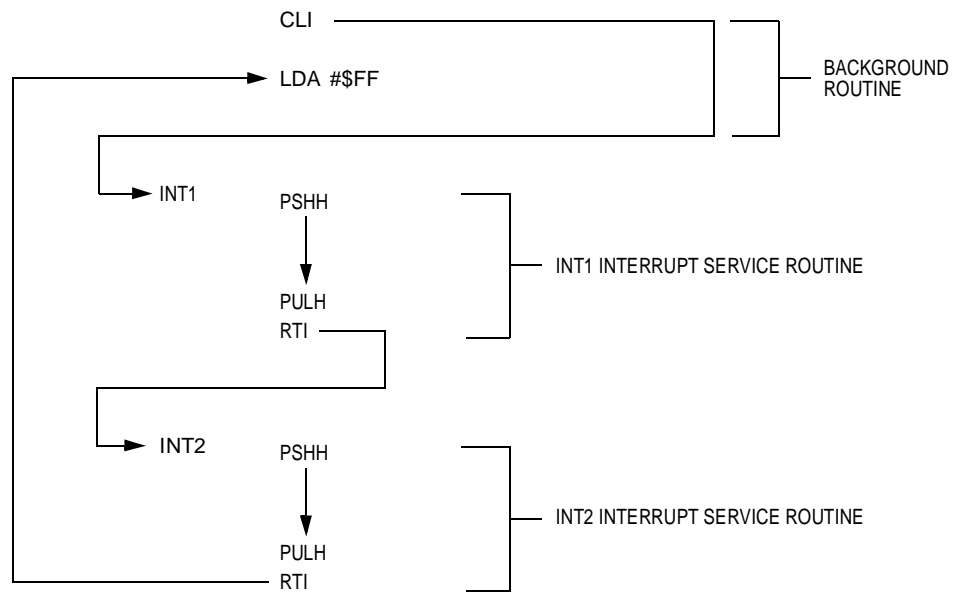 CLI
LDA #$FF
BACKGROUND
ROUTINE
INT1
PSHH
INT1 INTERRUPT SERVICE ROUTINE
PULH
RTI
INT2
PSHH
INT2 INTERRUPT SERVICE ROUTINE
PULH
RTI